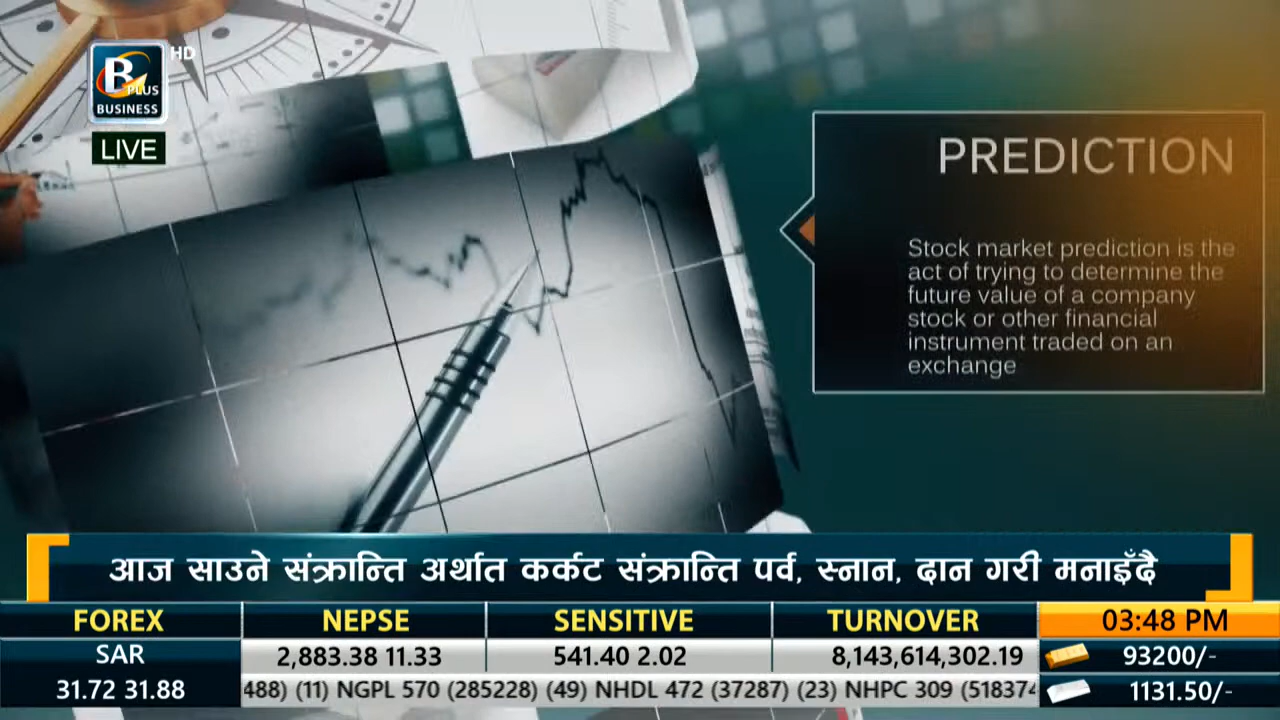 B
PLUS
BUSINESS
HD
LIVE
PREDICTION
Stock market prediction is the
act of trying to determine the
future value of a company
stock or other financial
instrument traded on an
exchange
आज साउने संक्रान्ति अर्थात कर्कट संक्रान्ति पर्व, स्नान, दान गरी मनाइँदै
FOREX NEPSE SENSITIVE TURNOVER 03:48 PM
SAR 2,883.38 11.33 541.40 2.02 8,143,614,302.19 93200/-
31.72 31.88 488) (11) NGPL 570 (285228) (49) NHDL 472 (37287) (23) NHPC 309 (518374 1131.50/-